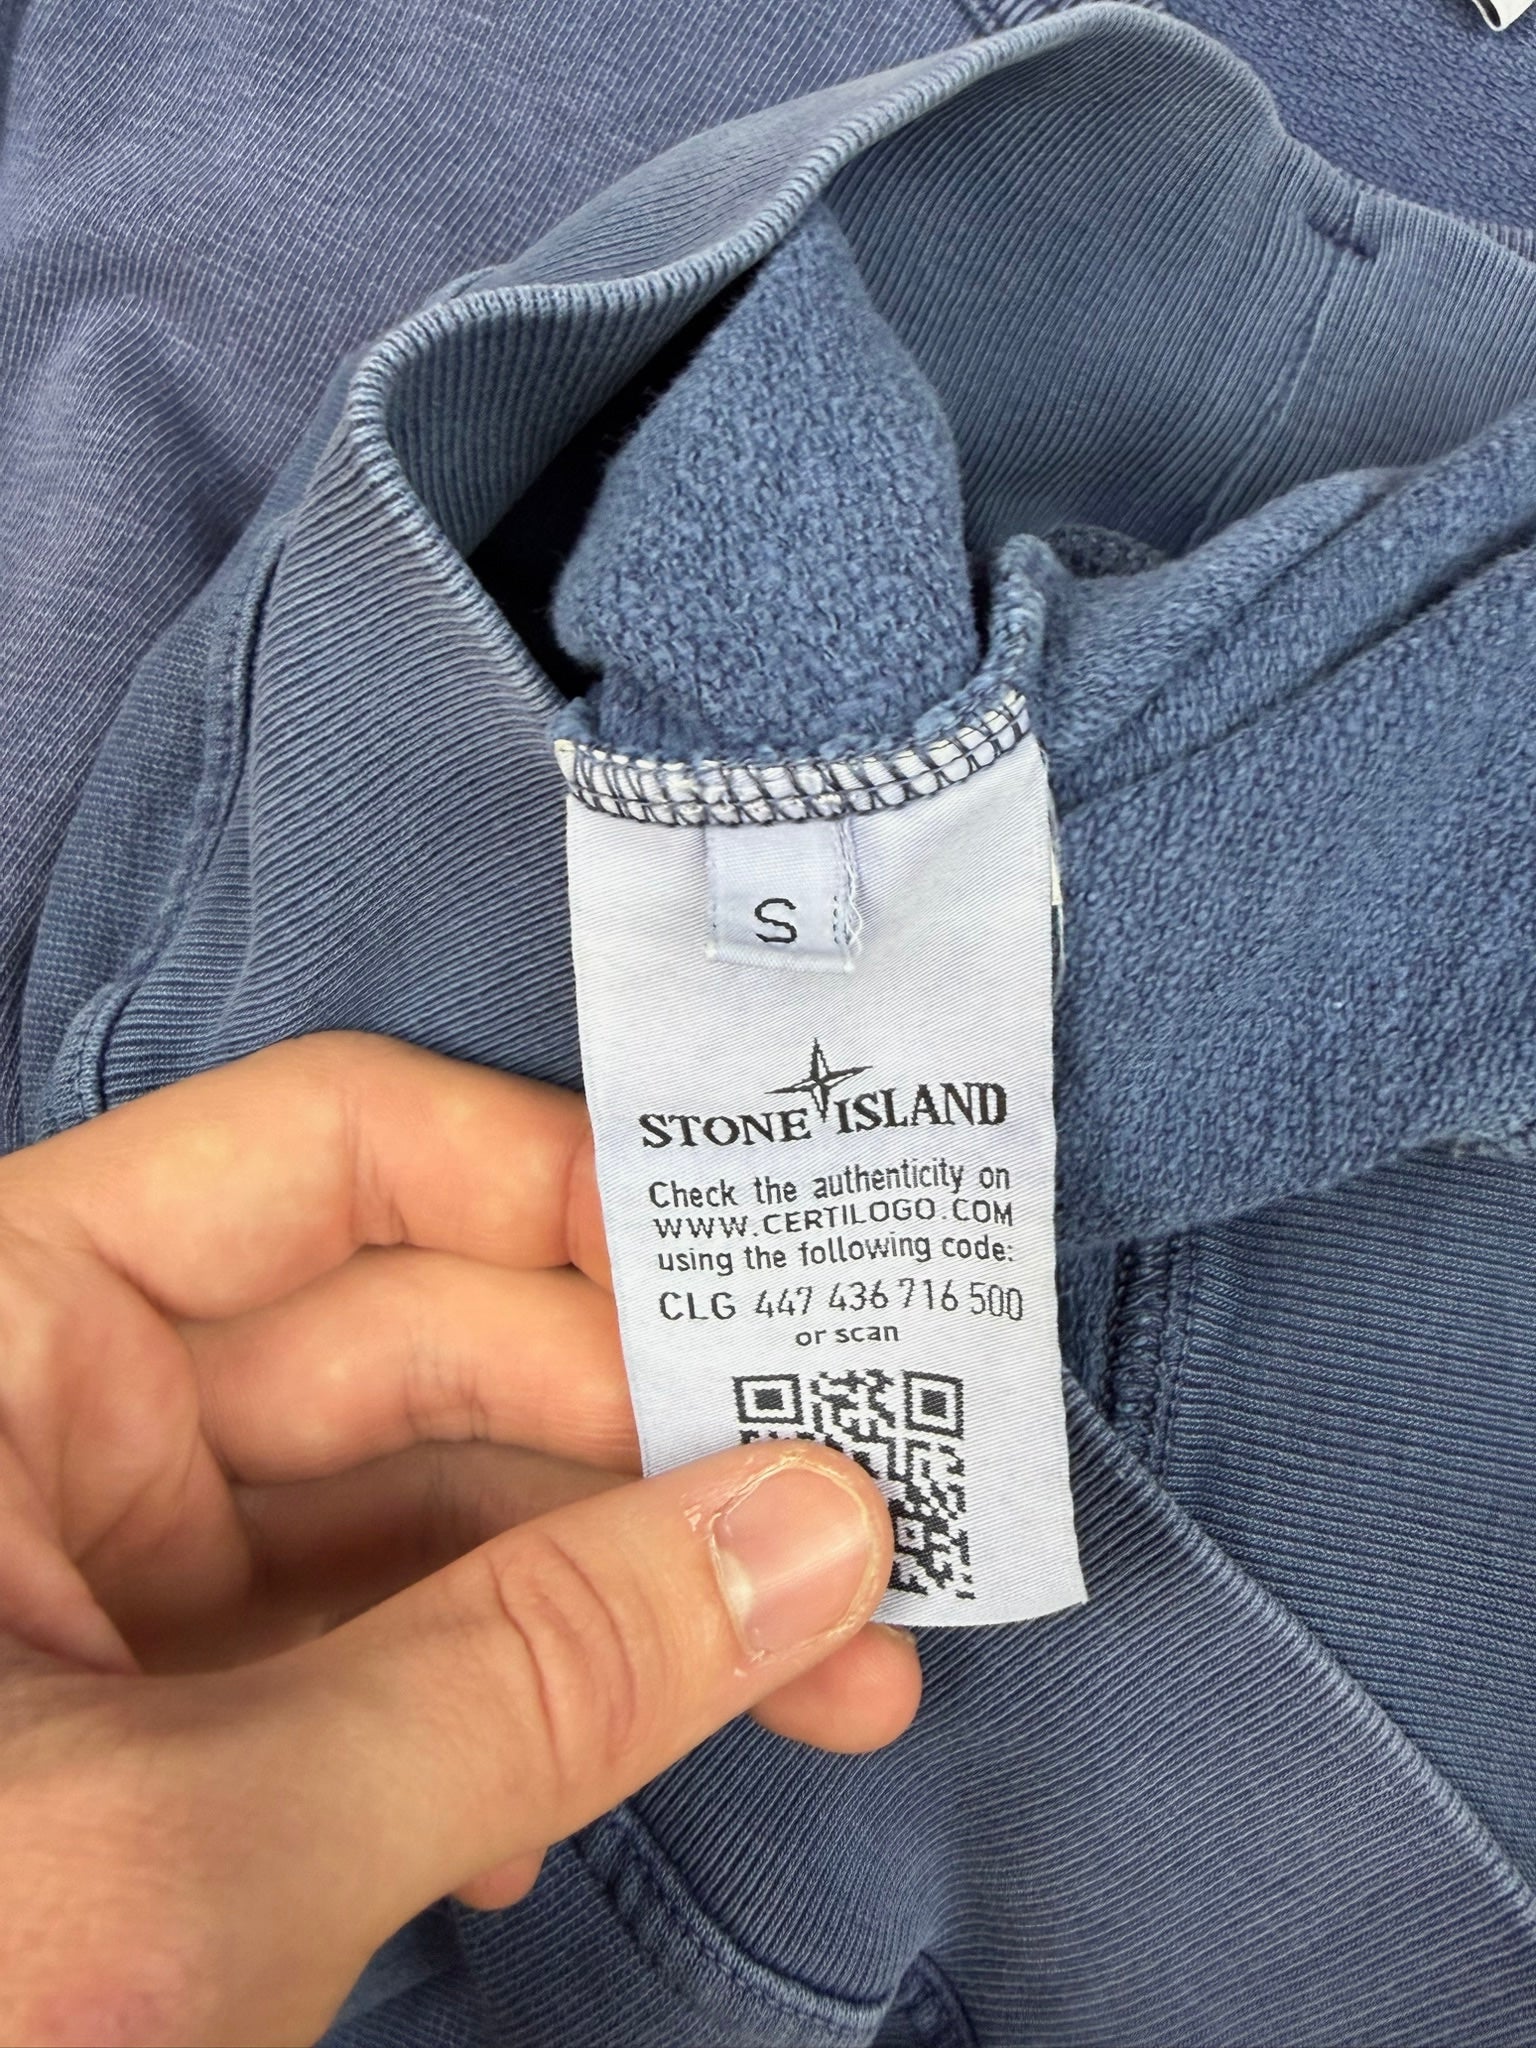 S
STONE ISLAND
Check the authenticity on
WWW.CERTILOGO.COM
using the following code:
CLG 447 436 716 500
or scan